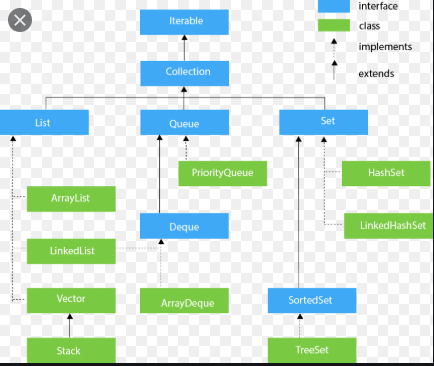 Iterable
interface
class
implements
extends
Collection
List
Queue
Set
PriorityQueue
HashSet
ArrayList
Deque
LinkedHashSet
LinkedList
Vector
ArrayDeque
SortedSet
Stack
TreeSet